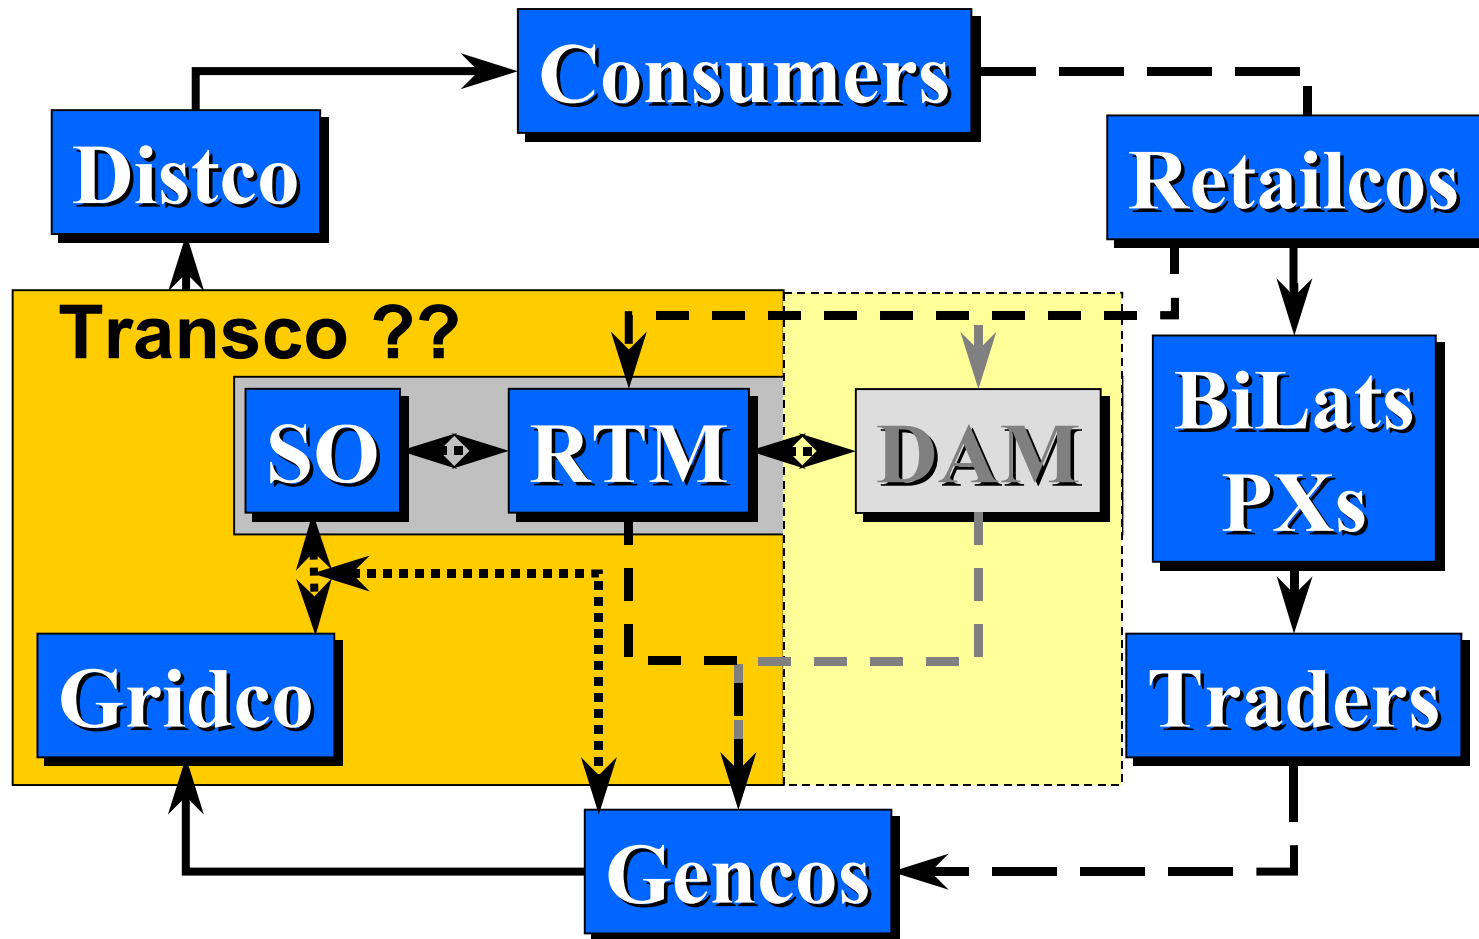 Consumers
Distco
Retailcos
Transco ??
SO
RTM
DAM
BiLats
PXs
Gridco
Traders
Gencos